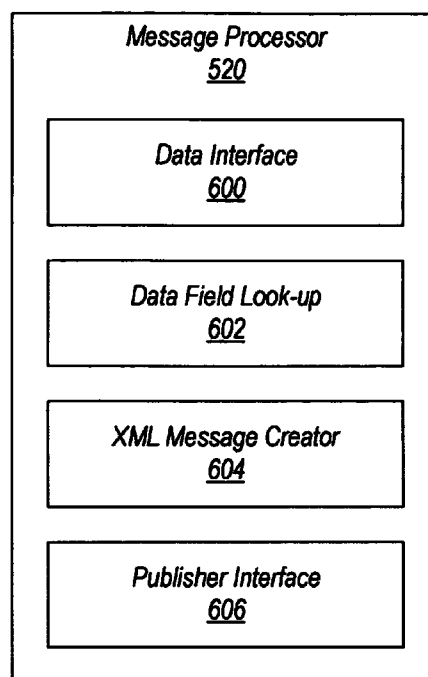 Message Processor
520
Data Interface
600
Data Field Look-up
602
XML Message Creator
604
Publisher Interface
606